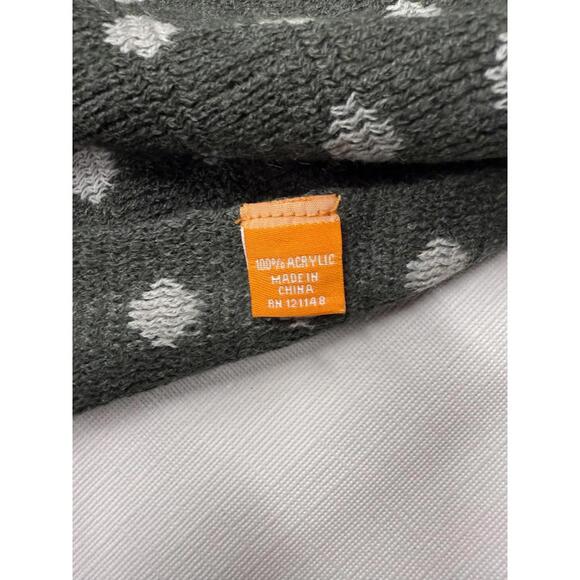 100% ACRYLIC
MADE IN
CHINA
RN 121148